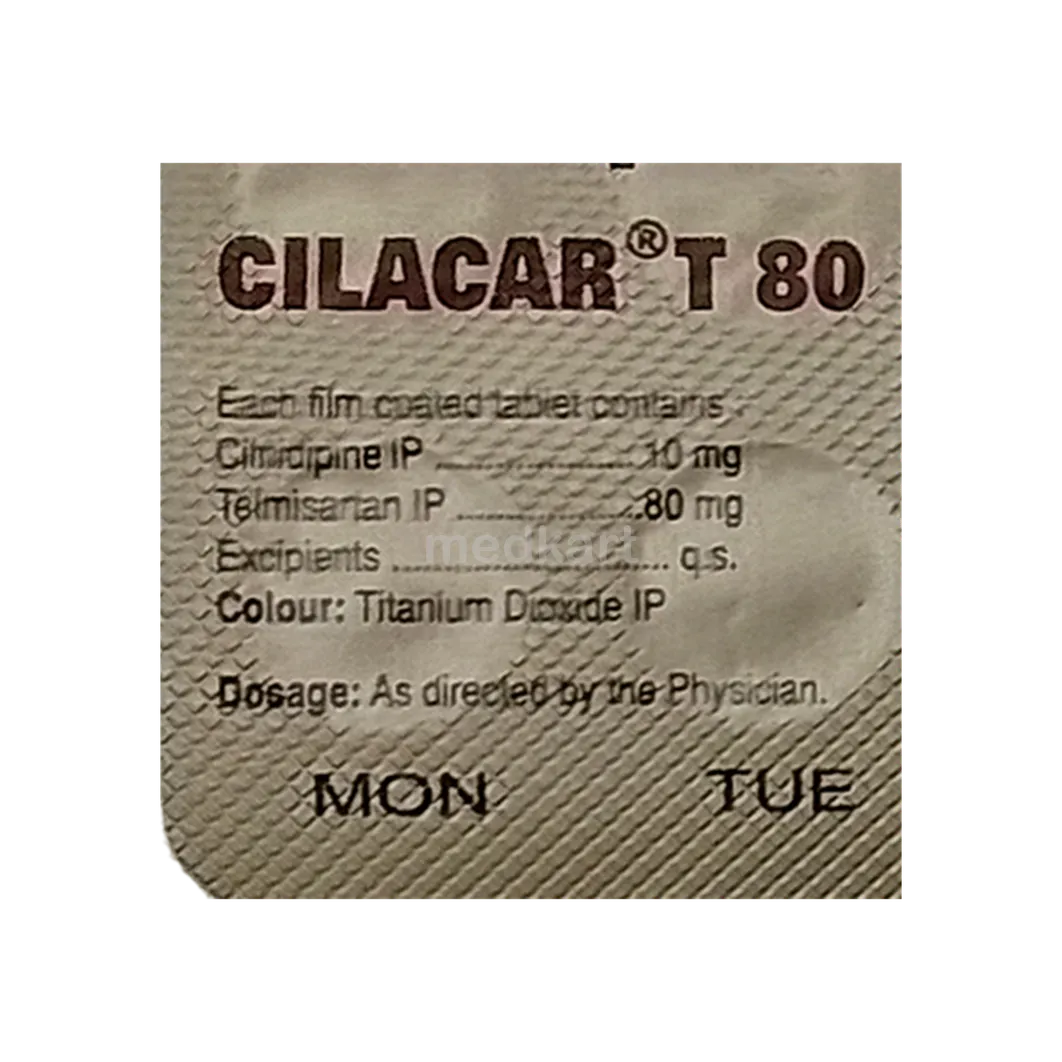 CILACAR® T 80
Each film coated tablet contains :
Cilnidipine IP ........................ 10 mg
Telmisartan IP ......................80 mg
Excipients ................................. q.s.
Colour: Titanium Dioxide IP
Dosage: As directed by the Physician.
MON TUE
medkart